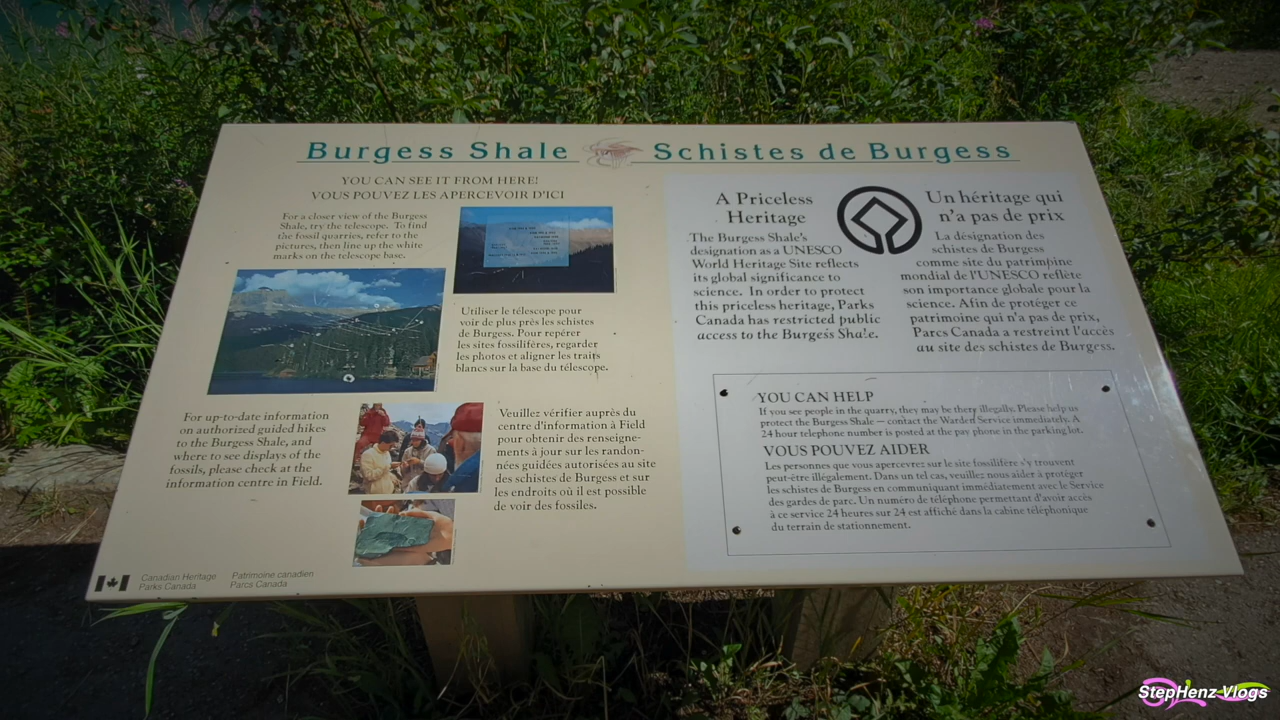 Burgess Shale
Schistes de Burgess
YOU CAN SEE IT FROM HERE!
VOUS POUVEZ LES APERCEVOIR D'ICI
For a closer view of the Burgess
Shale, try the telescope. To find
the fossil quarries, refer to the
pictures, then line up the white
marks on the telescope base.
Utiliser le télescope pour
voir de plus près les schistes
de Burgess. Pour repérer
les sites fossilifères, regarder
les photos et aligner les traits
blancs sur la base du télescope.
For up-to-date information
on authorized guided hikes
to the Burgess Shale, and
where to see displays of the
fossils, please check at the
information centre in Field.
Veuillez vérifier auprès du
centre d'information à Field
pour obtenir des renseigne-
ments à jour sur les randon-
nées guidées autorisées au site
des schistes de Burgess et sur
les endroits où il est possible
de voir des fossiles.
Canadian Heritage
Parks Canada
Patrimoine canadien
Parcs Canada
A Priceless
Heritage
The Burgess Shale's
designation as a UNESCO
World Heritage Site reflects
its global significance to
science. In order to protect
this priceless heritage, Parks
Canada has restricted public
access to the Burgess Shale.
Un héritage qui
n'a pas de prix
La désignation des
schistes de Burgess
comme site du patrimoine
mondial de l'UNESCO reflète
son importance globale pour la
science. Afin de protéger ce
patrimoine qui n'a pas de prix,
Parcs Canada a restreint l'accès
au site des schistes de Burgess.
YOU CAN HELP
If you see people in the quarry, they may be there illegally. Please help us
protect the Burgess Shale — contact the Warden Service immediately. A
24 hour telephone number is posted at the pay phone in the parking lot.
VOUS POUVEZ AIDER
Les personnes que vous apercevrez sur le site fossilifère s'y trouvent
peut-être illégalement. Dans un tel cas, veuillez nous aider à protéger
les schistes de Burgess en communiquant immédiatement avec le Service
des gardes de parc. Un numéro de téléphone permettant d'avoir accès
à ce service 24 heures sur 24 est affiché dans la cabine téléphonique
du terrain de stationnement.
StepHenz Vlogs